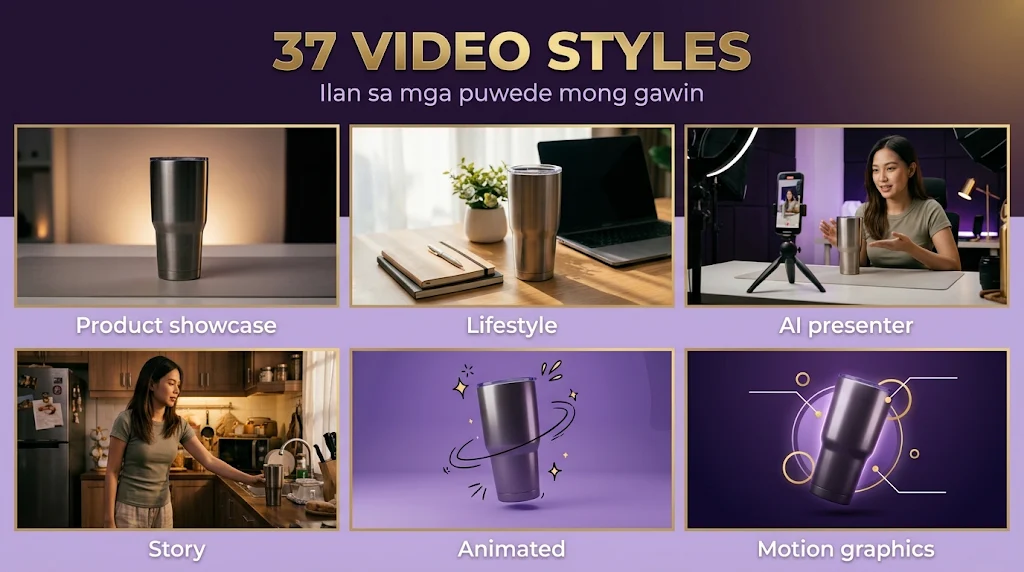 37 VIDEO STYLES
Ilan sa mga puwede mong gawin
Product showcase
Lifestyle
AI presenter
Story
Animated
Motion graphics